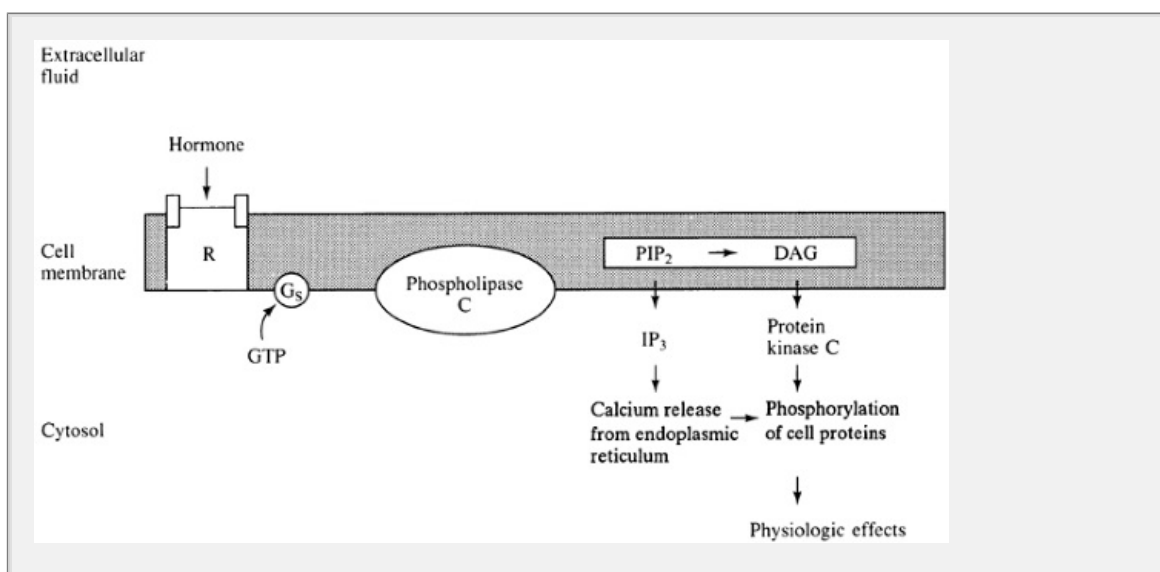 Extracellular
fluid
Hormone
Cell
membrane
R
G_s
GTP
Phospholipase
C
PIP₂ → DAG
IP₃
Protein
kinase C
Cytosol
Calcium release
from endoplasmic
reticulum
Phosphorylation
of cell proteins
Physiologic effects